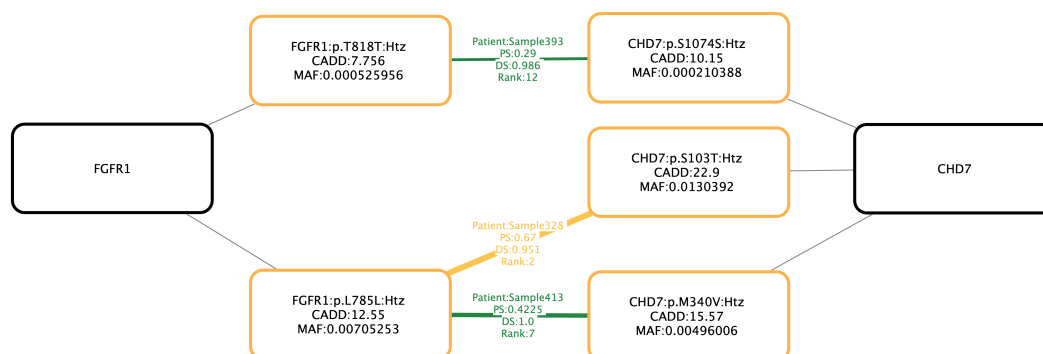 FGFR1:p.T818T:Htz
CADD:7.756
MAF:0.000525956
Patient:Sample393
PS:0.29
DS:0.986
Rank:12
CHD7:p.S1074S:Htz
CADD:10.15
MAF:0.000210388
FGFR1
CHD7:p.S103T:Htz
CADD:22.9
MAF:0.0130392
CHD7
Patient:Sample328
PS:0.67
DS:0.951
Rank:2
FGFR1:p.L785L:Htz
CADD:12.55
MAF:0.00705253
Patient:Sample413
PS:0.4225
DS:1.0
Rank:7
CHD7:p.M340V:Htz
CADD:15.57
MAF:0.00496006